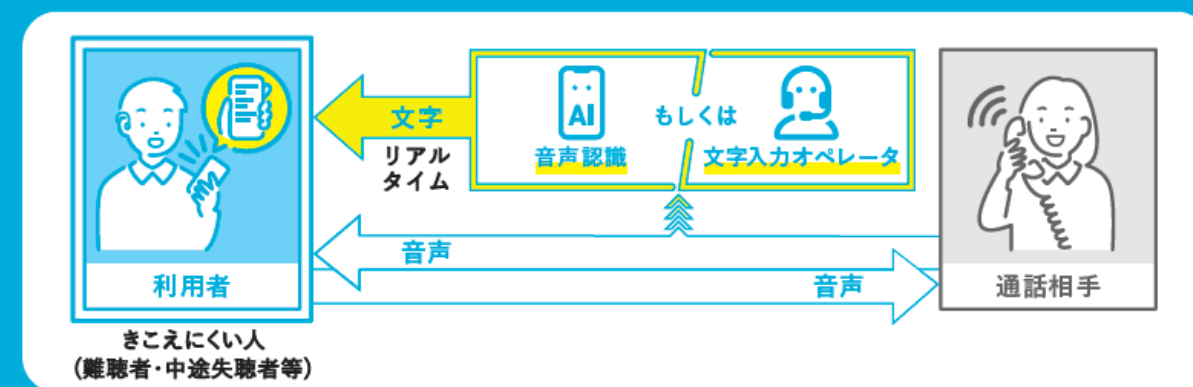 文字
リアル
タイム
AI
もしくは
音声認識
文字入力オペレータ
音声
音声
利用者
通話相手
きこえにくい人
(難聴者・中途失聴者等)